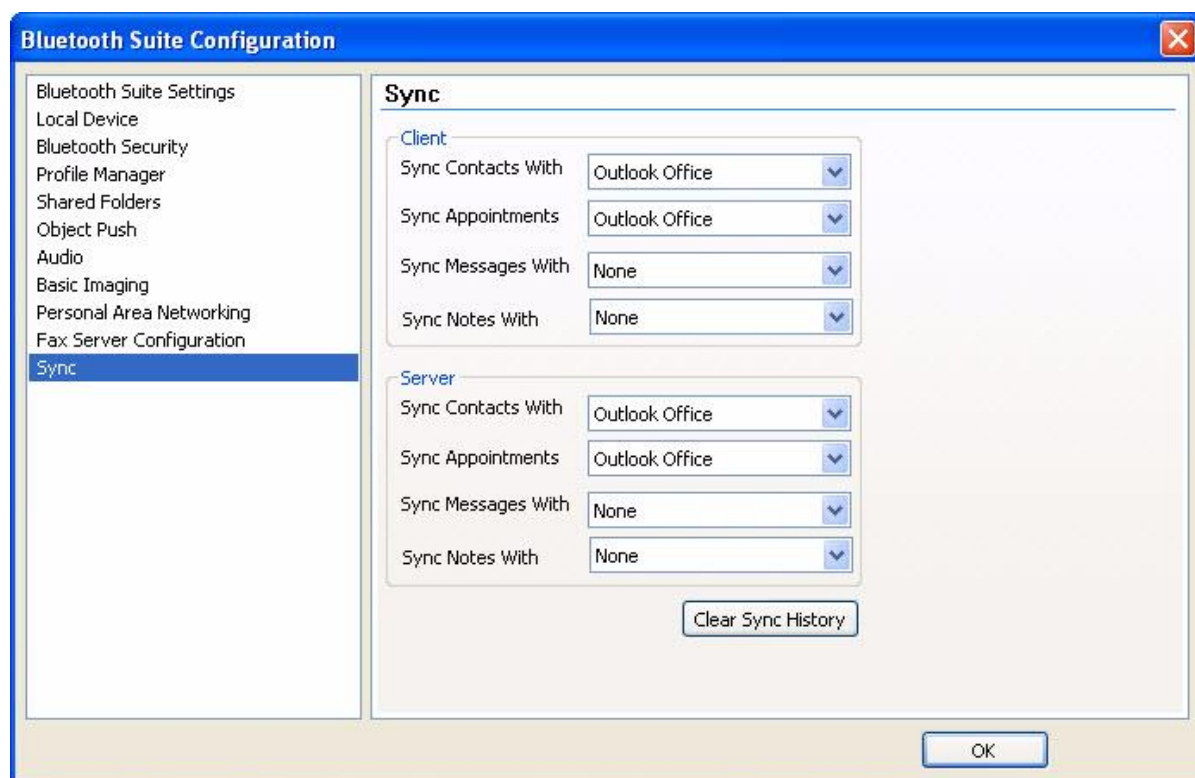 Bluetooth Suite Configuration
Bluetooth Suite Settings
Local Device
Bluetooth Security
Profile Manager
Shared Folders
Object Push
Audio
Basic Imaging
Personal Area Networking
Fax Server Configuration
Sync
Sync
Client
Sync Contacts With Outlook Office
Sync Appointments Outlook Office
Sync Messages With None
Sync Notes With None
Server
Sync Contacts With Outlook Office
Sync Appointments Outlook Office
Sync Messages With None
Sync Notes With None
Clear Sync History
OK